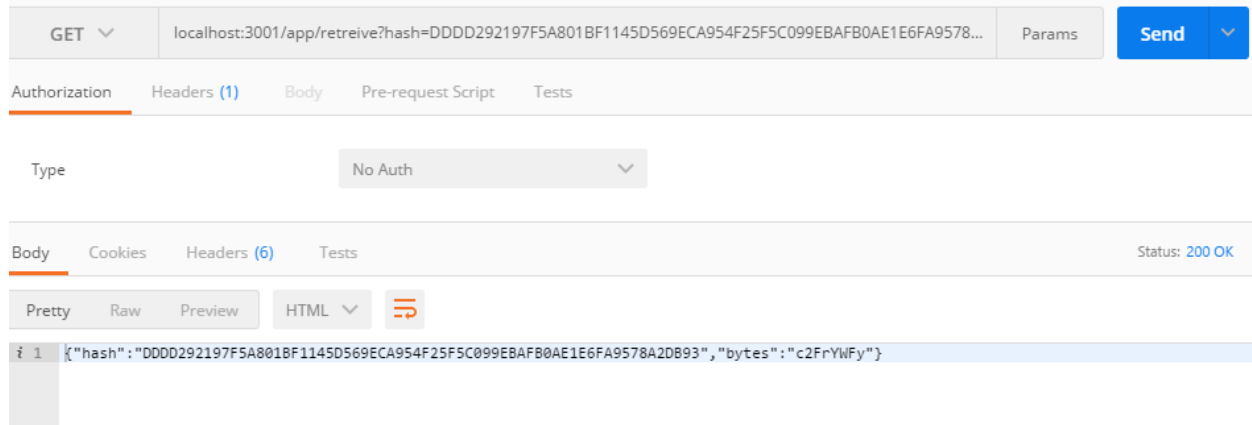 GET localhost:3001/app/retreive?hash=DDDD292197F5A801BF1145D569ECA954F25F5C099EBAFB0AE1E6FA9578... Params Send
Authorization Headers (1) Body Pre-request Script Tests
Type No Auth
Body Cookies Headers (6) Tests Status: 200 OK
Pretty Raw Preview HTML
i 1 {"hash":"DDDD292197F5A801BF1145D569ECA954F25F5C099EBAFB0AE1E6FA9578A2DB93","bytes":"c2FrYWFy"}